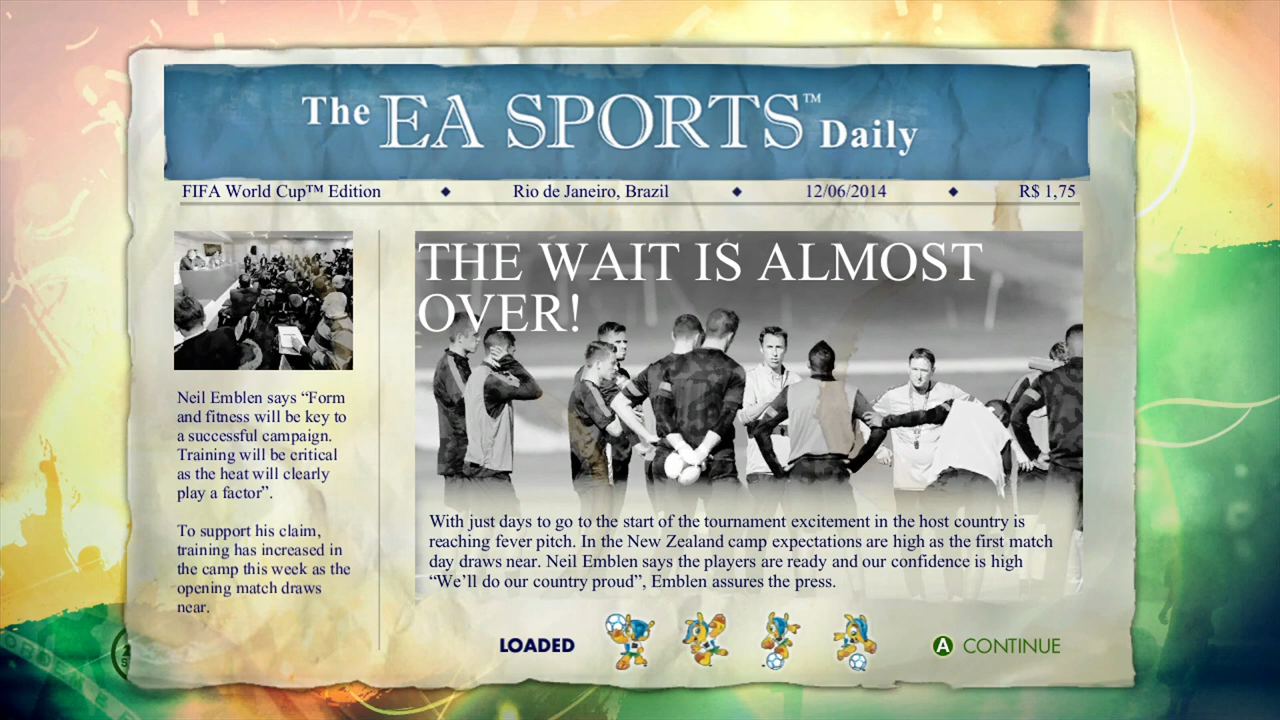 The EA SPORTS™ Daily
FIFA World Cup™ Edition ◆ Rio de Janeiro, Brazil ◆ 12/06/2014 ◆ R$ 1,75
THE WAIT IS ALMOST
OVER!
Neil Emblen says “Form
and fitness will be key to
a successful campaign.
Training will be critical
as the heat will clearly
play a factor”.
To support his claim,
training has increased in
the camp this week as the
opening match draws
near.
With just days to go to the start of the tournament excitement in the host country is
reaching fever pitch. In the New Zealand camp expectations are high as the first match
day draws near. Neil Emblen says the players are ready and our confidence is high
“We’ll do our country proud”, Emblen assures the press.
LOADED
A CONTINUE